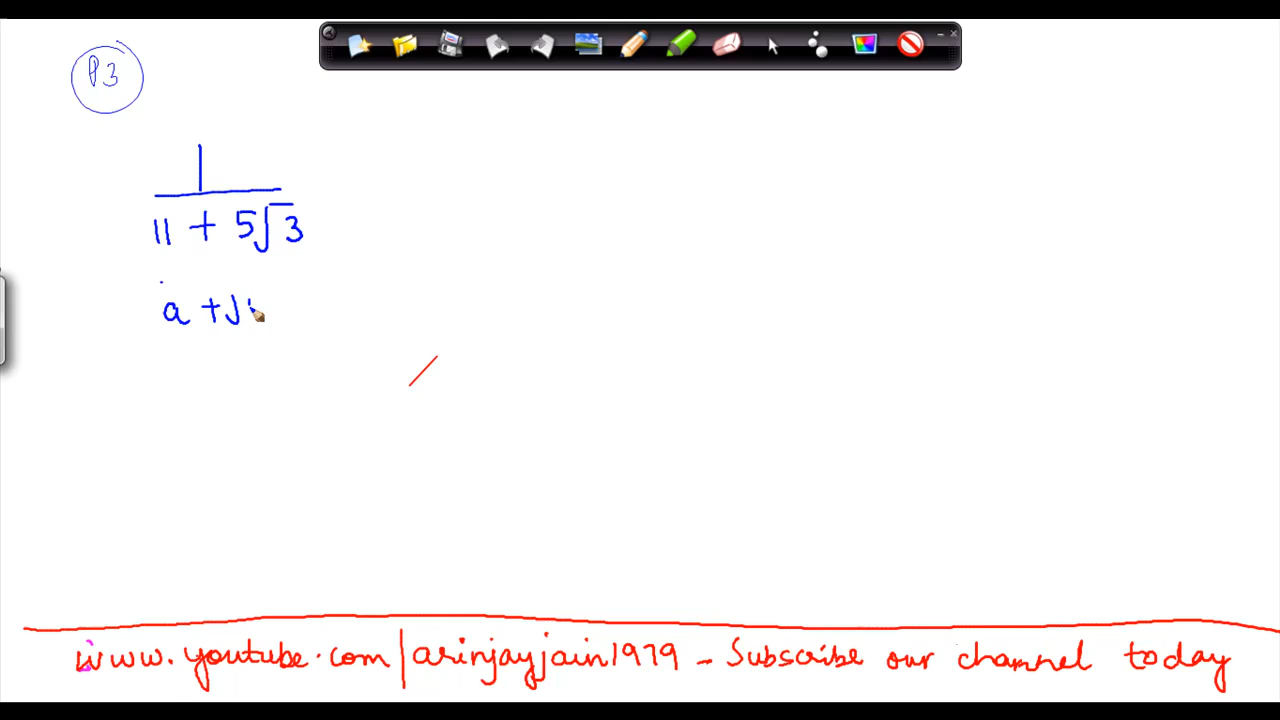 P3
1
11 + 5√3
a + √
www.youtube.com/arinjayjain1979 - Subscribe our channel today